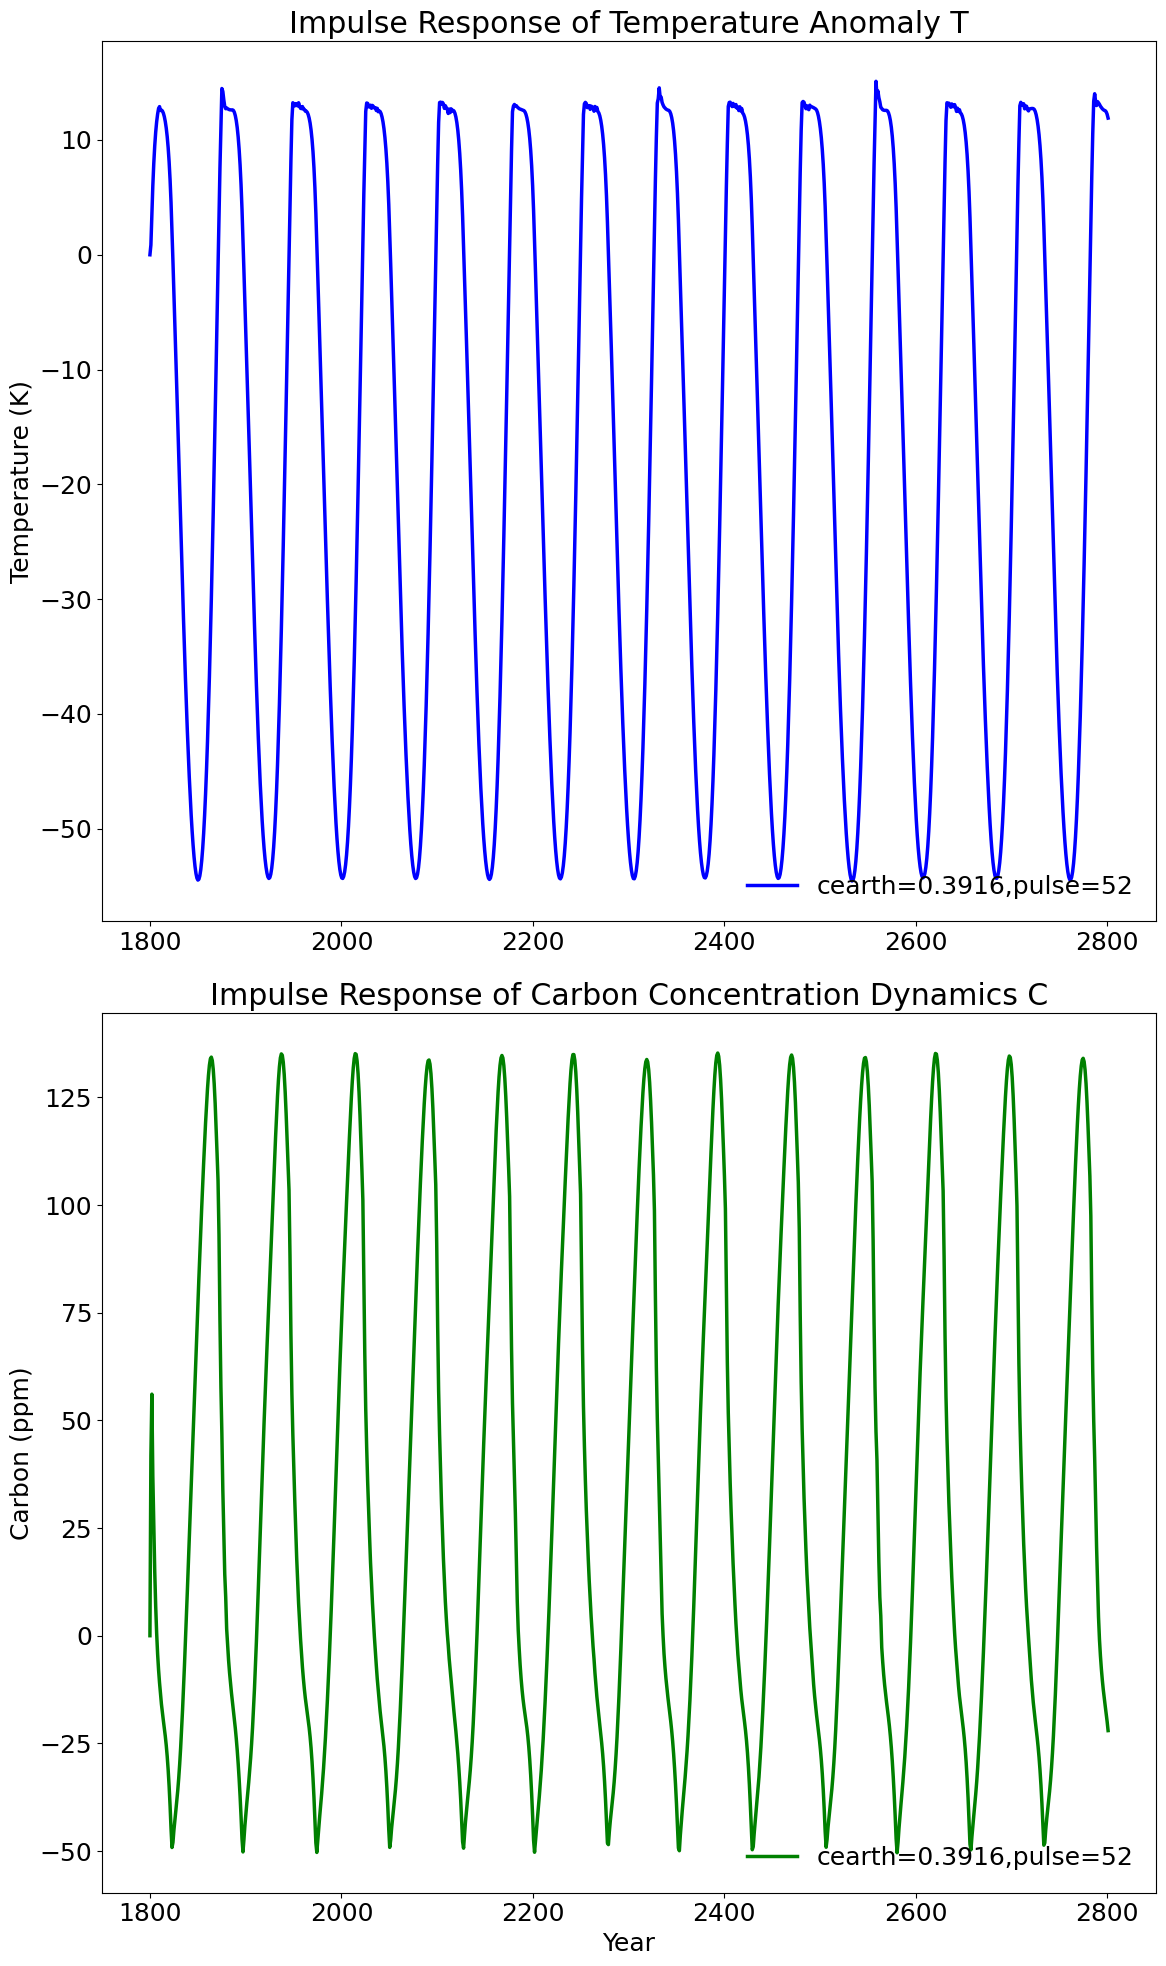 Impulse Response of Temperature Anomaly T
10
0
−10
−20
−30
−40
−50
Temperature (K)
cearth=0.3916,pulse=52
1800 2000 2200 2400 2600 2800
Impulse Response of Carbon Concentration Dynamics C
125
100
75
50
25
0
−25
−50
Carbon (ppm)
cearth=0.3916,pulse=52
1800 2000 2200 2400 2600 2800
Year